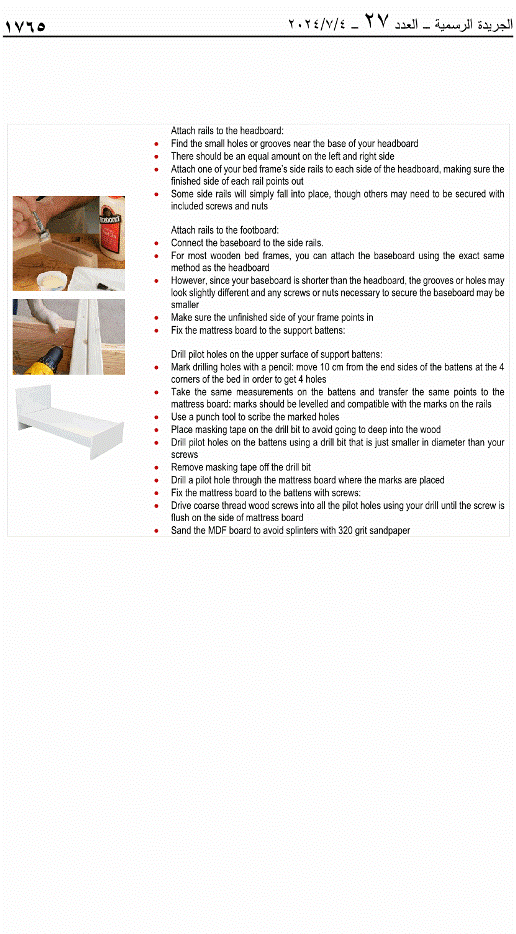 الجريدة الرسمية – العدد ٢٧ – ٢٠٢٤/٧/٤
١٧٦٥
Attach rails to the headboard:
• Find the small holes or grooves near the base of your headboard
• There should be an equal amount on the left and right side
• Attach one of your bed frame's side rails to each side of the headboard, making sure the
finished side of each rail points out
• Some side rails will simply fall into place, though others may need to be secured with
included screws and nuts
Attach rails to the footboard:
• Connect the baseboard to the side rails.
• For most wooden bed frames, you can attach the baseboard using the exact same
method as the headboard
• However, since your baseboard is shorter than the headboard, the grooves or holes may
look slightly different and any screws or nuts necessary to secure the baseboard may be
smaller
• Make sure the unfinished side of your frame points in
• Fix the mattress board to the support battens:
Drill pilot holes on the upper surface of support battens:
• Mark drilling holes with a pencil: move 10 cm from the end sides of the battens at the 4
corners of the bed in order to get 4 holes
• Take the same measurements on the battens and transfer the same points to the
mattress board: marks should be levelled and compatible with the marks on the rails
• Use a punch tool to scribe the marked holes
• Place masking tape on the drill bit to avoid going to deep into the wood
• Drill pilot holes on the battens using a drill bit that is just smaller in diameter than your
screws
• Remove masking tape off the drill bit
• Drill a pilot hole through the mattress board where the marks are placed
• Fix the mattress board to the battens with screws:
• Drive coarse thread wood screws into all the pilot holes using your drill until the screw is
flush on the side of mattress board
• Sand the MDF board to avoid splinters with 320 grit sandpaper